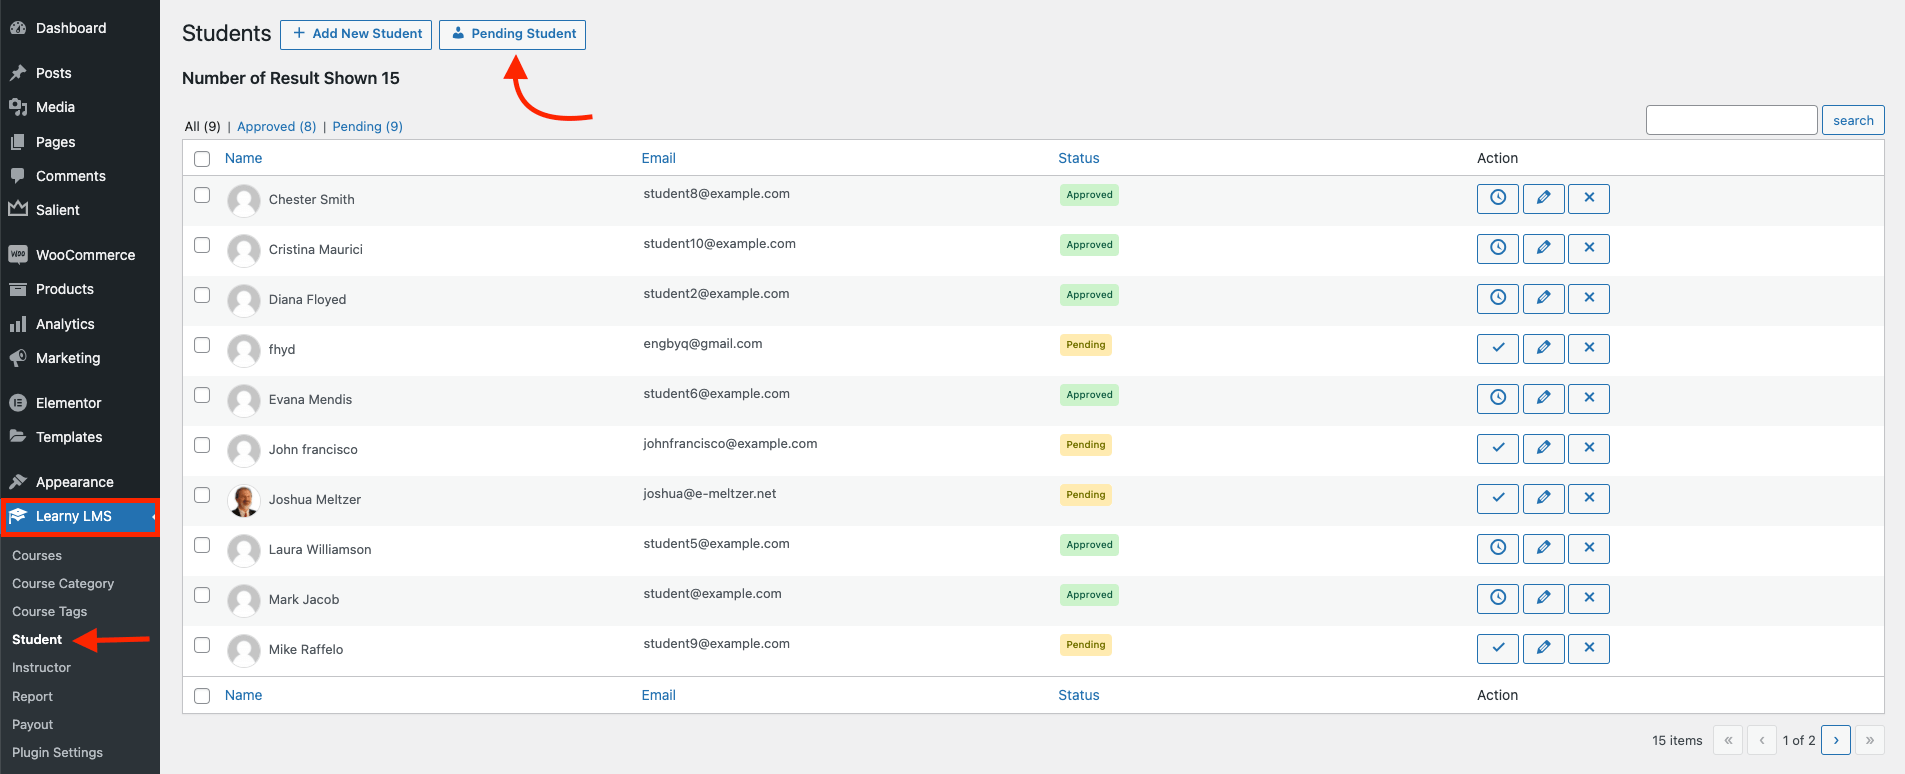 Dashboard
Posts
Media
Pages
Comments
Salient
Woo WooCommerce
Products
Analytics
Marketing
Elementor
Templates
Appearance
Learny LMS
Courses
Course Category
Course Tags
Student
Instructor
Report
Payout
Plugin Settings
Students + Add New Student Pending Student
Number of Result Shown 15
All (9) | Approved (8) | Pending (9)
search
Name Email Status Action
Chester Smith student8@example.com Approved
Cristina Maurici student10@example.com Approved
Diana Floyed student2@example.com Approved
fhyd engbyq@gmail.com Pending
Evana Mendis student6@example.com Approved
John francisco johnfrancisco@example.com Pending
Joshua Meltzer joshua@e-meltzer.net Pending
Laura Williamson student5@example.com Approved
Mark Jacob student@example.com Approved
Mike Raffelo student9@example.com Pending
Name Email Status Action
15 items « ‹ 1 of 2 › »